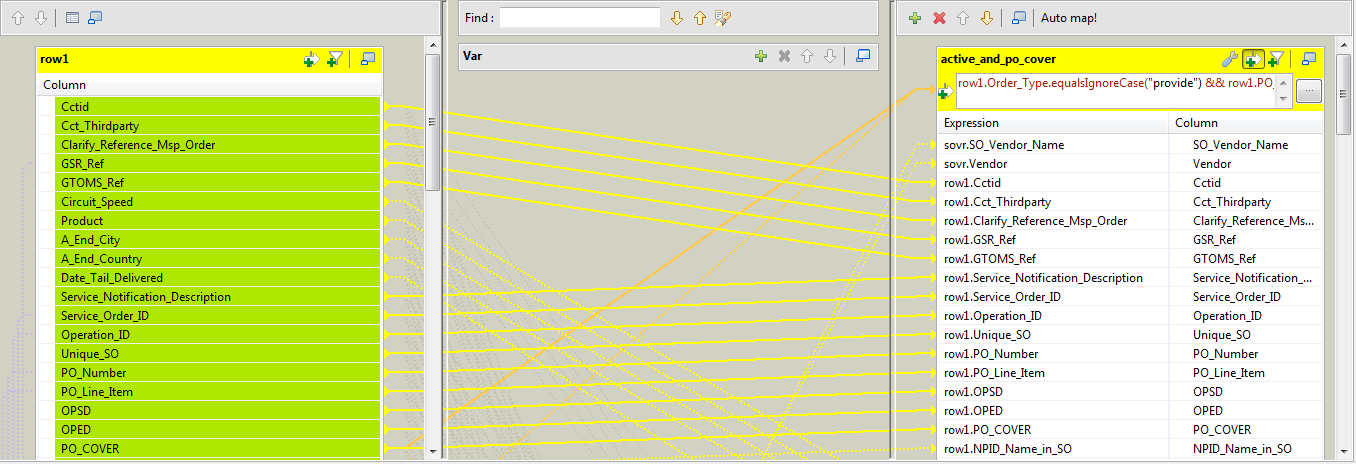 Find :
Auto map!
row1
Var
active_and_po_cover
row1.Order_Type.equalsIgnoreCase("provide") && row1.PO_
...
Column
Cctid
Cct_Thirdparty
Clarify_Reference_Msp_Order
GSR_Ref
GTOMS_Ref
Circuit_Speed
Product
A_End_City
A_End_Country
Date_Tail_Delivered
Service_Notification_Description
Service_Order_ID
Operation_ID
Unique_SO
PO_Number
PO_Line_Item
OPSD
OPED
PO_COVER
Expression Column
sovr.SO_Vendor_Name SO_Vendor_Name
sovr.Vendor Vendor
row1.Cctid Cctid
row1.Cct_Thirdparty Cct_Thirdparty
row1.Clarify_Reference_Msp_Order Clarify_Reference_Ms...
row1.GSR_Ref GSR_Ref
row1.GTOMS_Ref GTOMS_Ref
row1.Service_Notification_Description Service_Notification_...
row1.Service_Order_ID Service_Order_ID
row1.Operation_ID Operation_ID
row1.Unique_SO Unique_SO
row1.PO_Number PO_Number
row1.PO_Line_Item PO_Line_Item
row1.OPSD OPSD
row1.OPED OPED
row1.PO_COVER PO_COVER
row1.NPID_Name_in_SO NPID_Name_in_SO